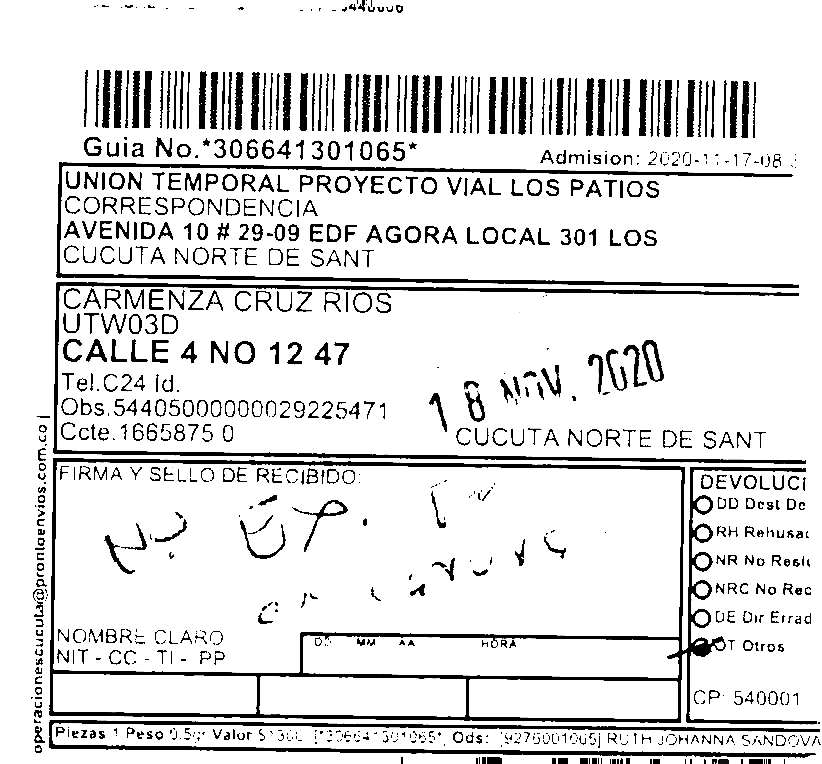 Guia No.*306641301065*
Admision: 2020-11-17-08
UNION TEMPORAL PROYECTO VIAL LOS PATIOS
CORRESPONDENCIA
AVENIDA 10 # 29-09 EDF AGORA LOCAL 301 LOS
CUCUTA NORTE DE SANT
CARMENZA CRUZ RIOS
UTW03D
CALLE 4 NO 12 47
Tel.C24 Id.
Obs.54405000000029225471
Ccte.1665875 0
18 NOV. 2020
CUCUTA NORTE DE SANT
operacionescucuta@prontoenvios.com.co |
FIRMA Y SELLO DE RECIBIDO:
NOMBRE CLARO
NIT - CC - TI - PP
DD MM AA HORA
DEVOLUCI
DD Dest De
RH Rehusa
NR No Resi
NRC No Rec
DE Dir Errad
OT Otros
CP: 540001
Piezas 1 Peso 0.5gr Valor $1300 [*306641301065* Ods: [9276001065] RUTH JOHANNA SANDOVA